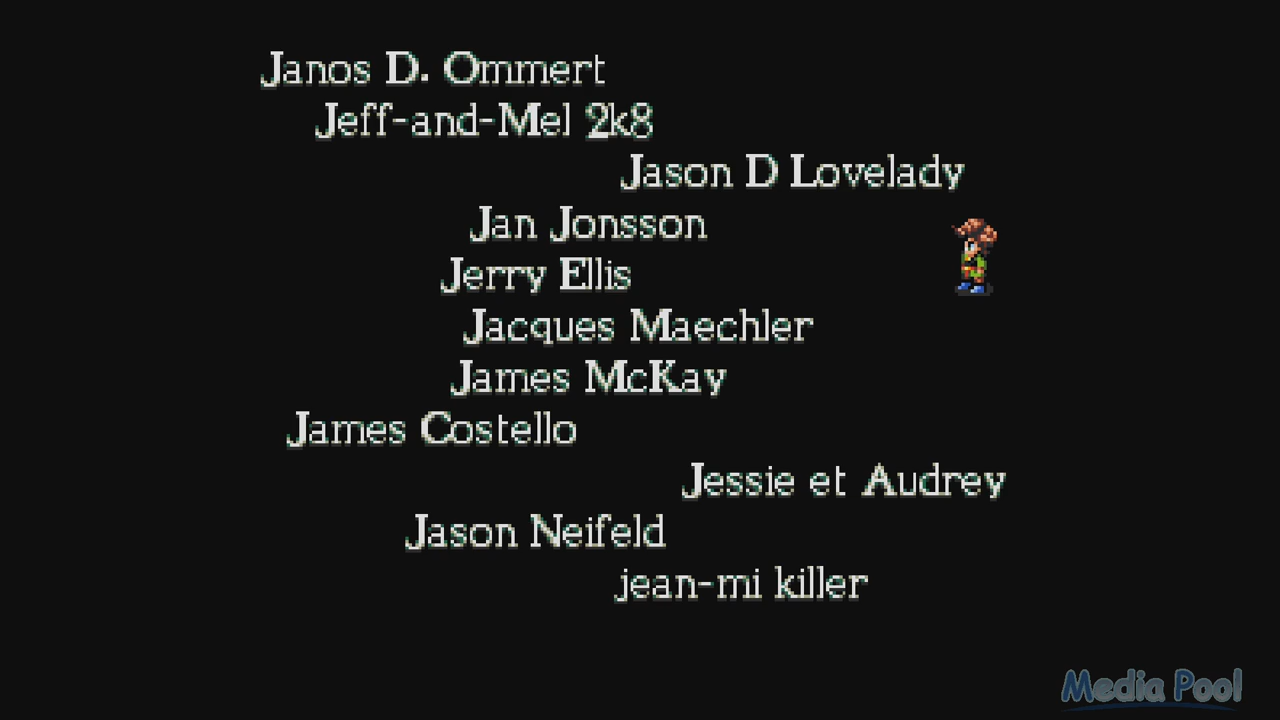 Janos D. Ommert
Jeff-and-Mel 2k8
Jason D Lovelady
Jan Jonsson
Jerry Ellis
Jacques Maechler
James McKay
James Costello
Jessie et Audrey
Jason Neifeld
jean-mi killer
Media Pool